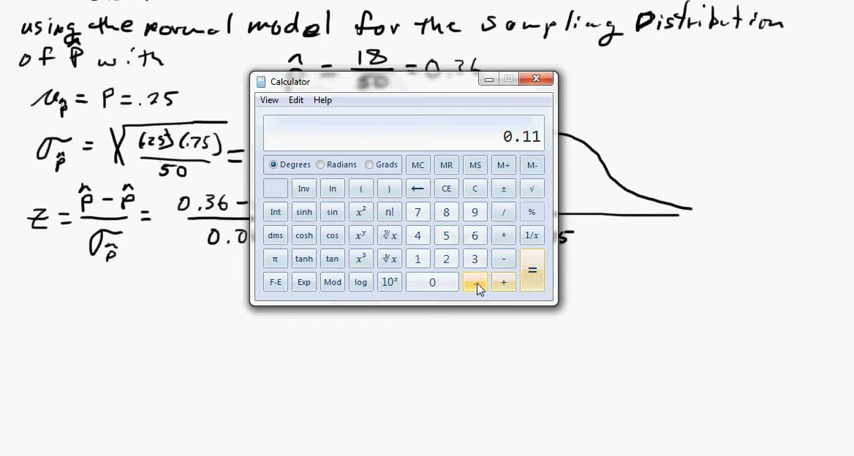 using the normal model for the sampling Distribution
of p̂ with
p̂ = 18/50 = 0.36
μp̂ = P = .25
σp̂ = √(.25)(.75)/50 =
z = p̂ - p̂/σp̂ = 0.36 -/0.0
5
Calculator
View Edit Help
0.11
Degrees Radians Grads MC MR MS M+ M-
Inv ln ( ) ← CE C ± √
Int sinh sin x² n! 7 8 9 / %
dms cosh cos xʸ ʸ√x 4 5 6 * 1/x
π tanh tan x³ ³√x 1 2 3 - =
F-E Exp Mod log 10ˣ 0 . +